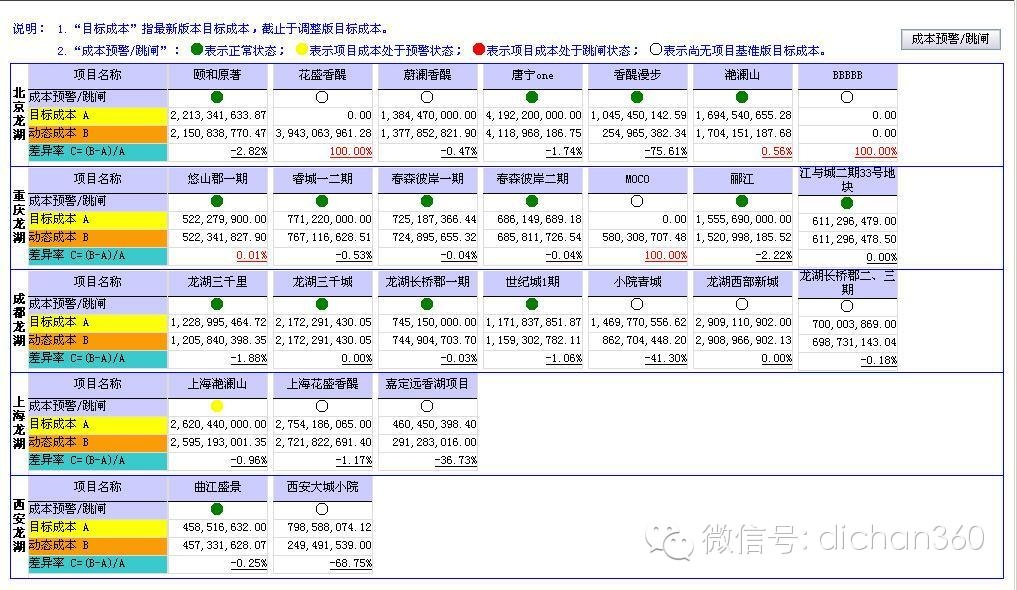 说明： 1.“目标成本”指最新版本目标成本，截止于调整版目标成本。
2.“成本预警/跳闸”： 表示正常状态； 表示项目成本处于预警状态； 表示项目成本处于跳闸状态； 表示尚无项目基准版目标成本。
成本预警/跳闸
北京龙湖
项目名称 颐和原著 花盛香醍 蔚澜香醍 唐宁one 香醍漫步 滟澜山 BBBBB
成本预警/跳闸
目标成本 A 2,213,341,633.87 0.00 1,384,470,000.00 4,192,200,000.00 1,045,450,142.59 1,694,540,655.28 0.00
动态成本 B 2,150,838,770.47 3,943,063,961.28 1,377,852,821.90 4,118,968,186.75 254,965,382.34 1,704,151,187.68 0.00
差异率 C=(B-A)/A -2.82% 100.00% -0.47% -1.74% -75.61% 0.56% 100.00%
重庆龙湖
项目名称 悠山郡一期 睿城一二期 春森彼岸一期 春森彼岸二期 MOCO 郦江 江与城二期33号地块
成本预警/跳闸
目标成本 A 522,279,900.00 771,220,000.00 725,187,366.44 686,149,689.18 0.00 1,555,690,000.00 611,296,479.00
动态成本 B 522,341,827.90 767,116,628.51 724,895,655.32 685,811,726.54 580,308,707.48 1,520,998,185.52 611,296,478.50
差异率 C=(B-A)/A 0.01% -0.53% -0.04% -0.04% 100.00% -2.22% 0.00%
成都龙湖
项目名称 龙湖三千里 龙湖三千城 龙湖长桥郡一期 世纪城1期 小院青城 龙湖西部新城 龙湖长桥郡二、三期
成本预警/跳闸
目标成本 A 1,228,995,464.72 2,172,291,430.05 745,150,000.00 1,171,837,851.87 1,469,770,556.62 2,909,110,902.00 700,003,869.00
动态成本 B 1,205,840,398.35 2,172,291,430.05 744,904,703.70 1,159,302,782.11 862,704,448.20 2,908,966,902.13 698,731,143.04
差异率 C=(B-A)/A -1.88% 0.00% -0.03% -1.06% -41.30% 0.00% -0.18%
上海龙湖
项目名称 上海滟澜山 上海花盛香醍 嘉定远香湖项目
成本预警/跳闸
目标成本 A 2,620,440,000.00 2,754,186,065.00 460,450,398.40
动态成本 B 2,595,193,001.35 2,721,822,691.40 291,283,016.00
差异率 C=(B-A)/A -0.96% -1.17% -36.73%
西安龙湖
项目名称 曲江盛景 西安大城小院
成本预警/跳闸
目标成本 A 458,516,632.00 798,588,074.12
动态成本 B 457,331,628.07 249,491,539.00
差异率 C=(B-A)/A -0.25% -68.75%
微信号: dichan360